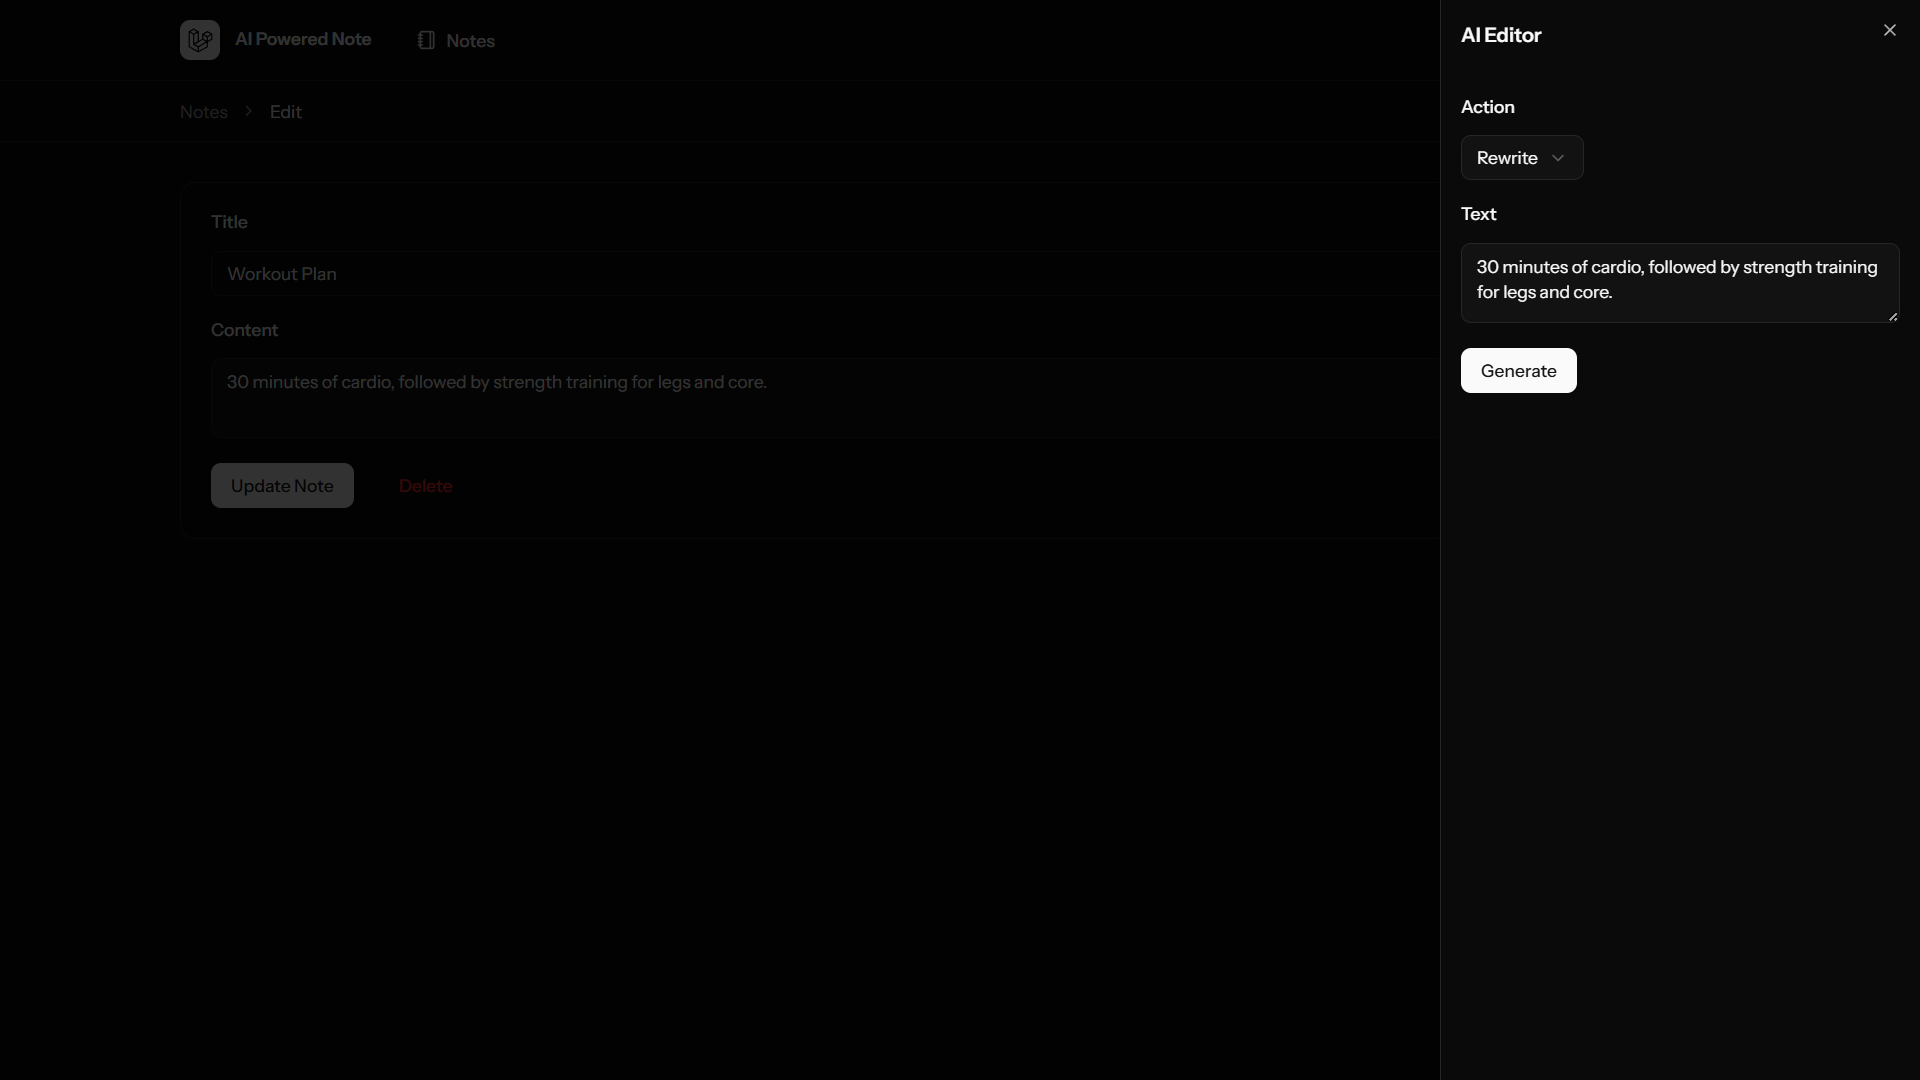 AI Powered Note
Notes
Notes
Edit
Title
Workout Plan
Content
30 minutes of cardio, followed by strength training for legs and core.
Update Note
Delete
AI Editor
Action
Rewrite
Text
30 minutes of cardio, followed by strength training
for legs and core.
Generate